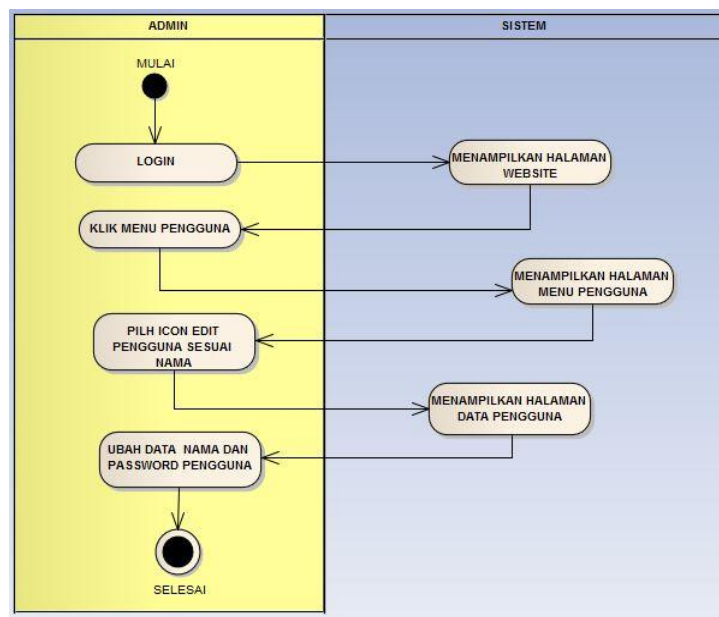 ADMIN
SISTEM
MULAI
LOGIN
MENAMPILKAN HALAMAN
WEBSITE
KLIK MENU PENGGUNA
MENAMPILKAN HALAMAN
MENU PENGGUNA
PILH ICON EDIT
PENGGUNA SESUAI
NAMA
MENAMPILKAN HALAMAN
DATA PENGGUNA
UBAH DATA NAMA DAN
PASSWORD PENGGUNA
SELESAI